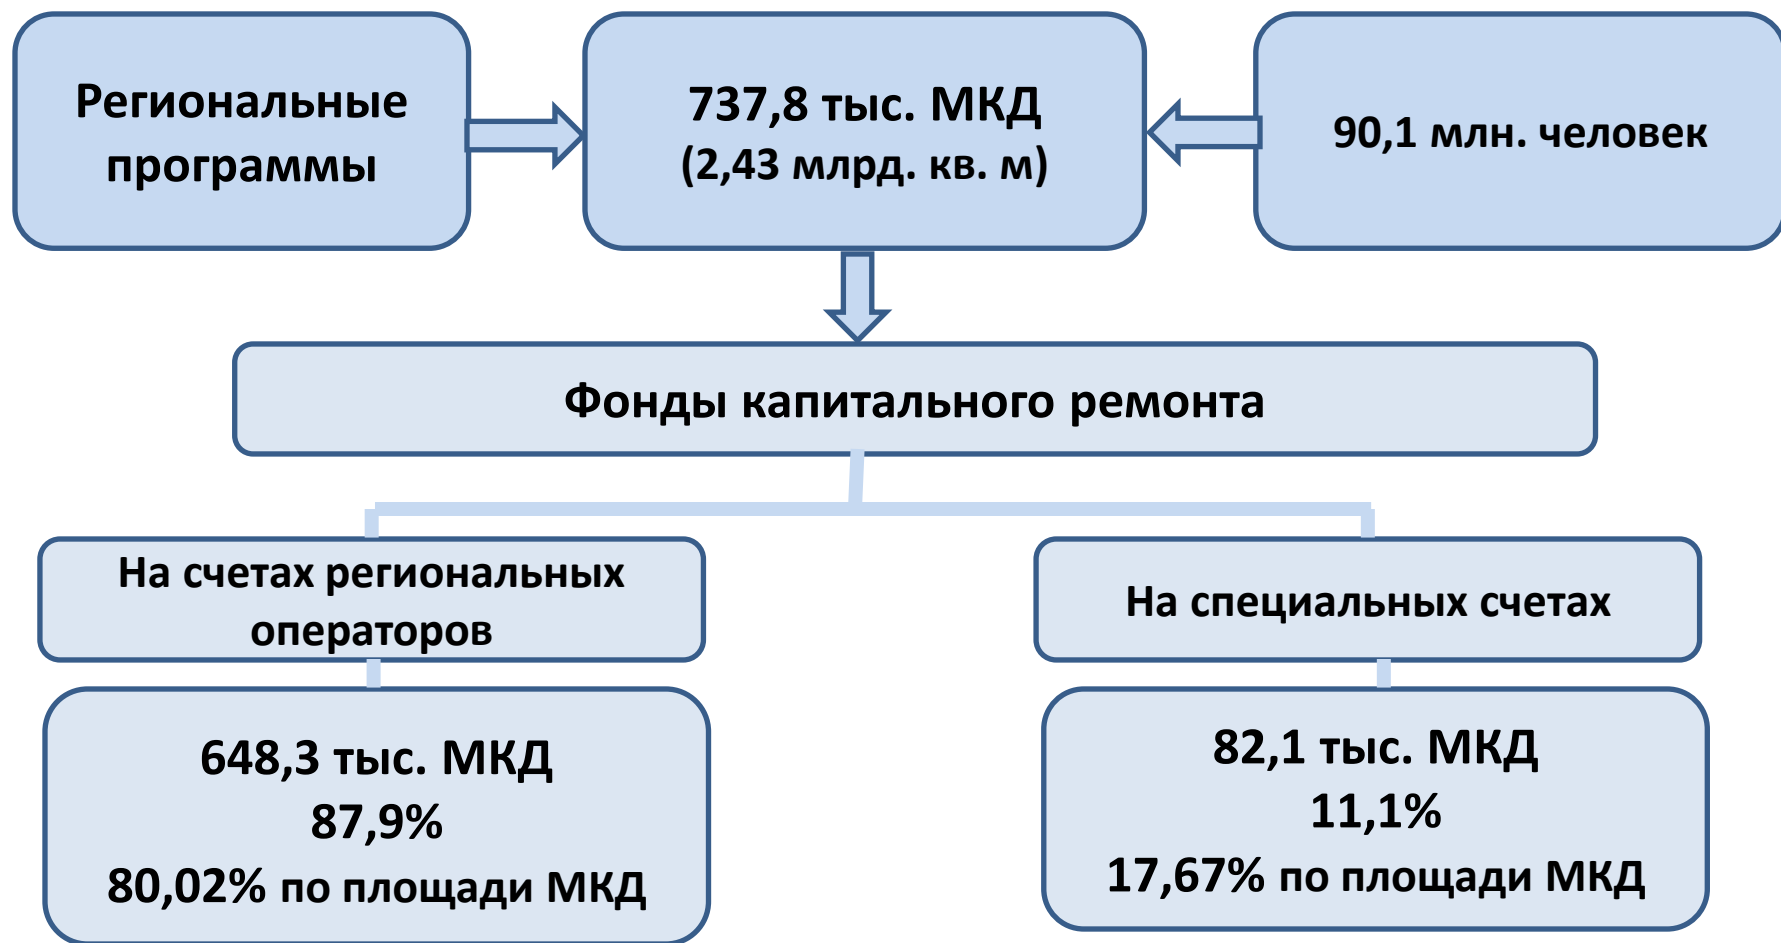 Региональные
программы
737,8 тыс. МКД
(2,43 млрд. кв. м)
90,1 млн. человек
Фонды капитального ремонта
На счетах региональных
операторов
На специальных счетах
648,3 тыс. МКД
87,9%
80,02% по площади МКД
82,1 тыс. МКД
11,1%
17,67% по площади МКД